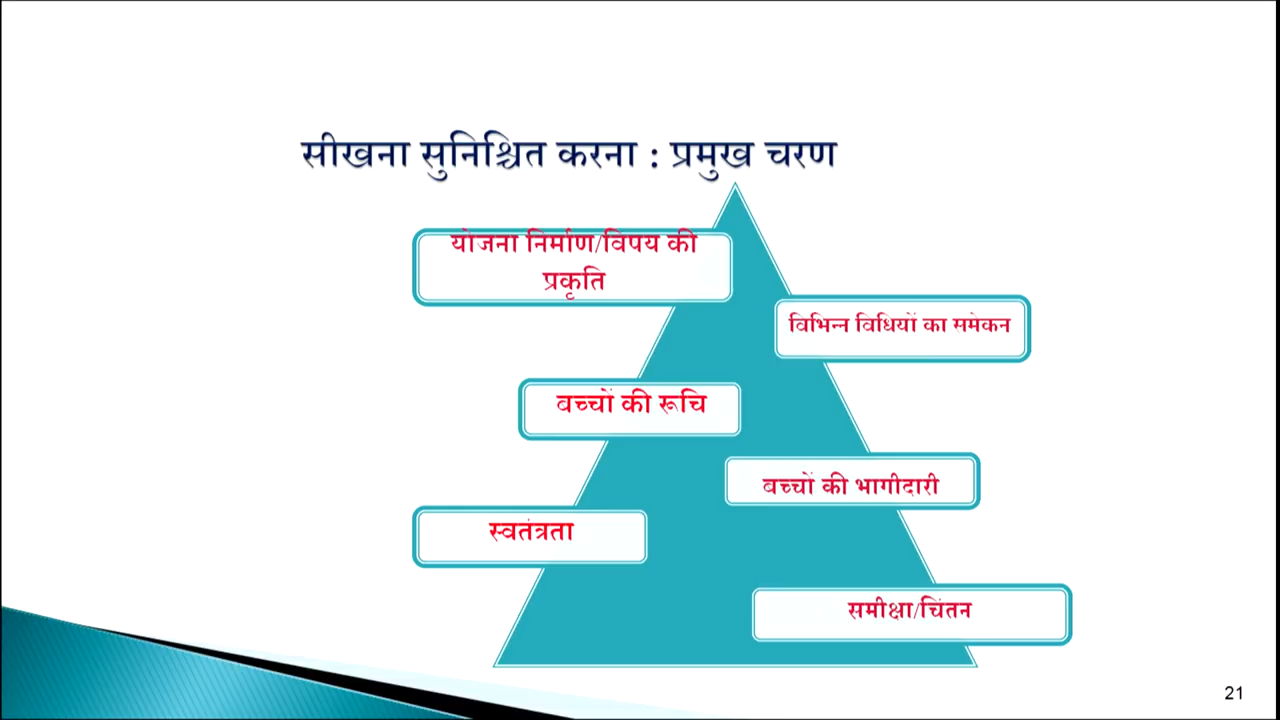 सीखना सुनिश्चित करना : प्रमुख चरण
योजना निर्माण/विषय की
प्रकृति
विभिन्न विधियों का समेकन
बच्चों की रूचि
बच्चों की भागीदारी
स्वतंत्रता
समीक्षा/चिंतन
21